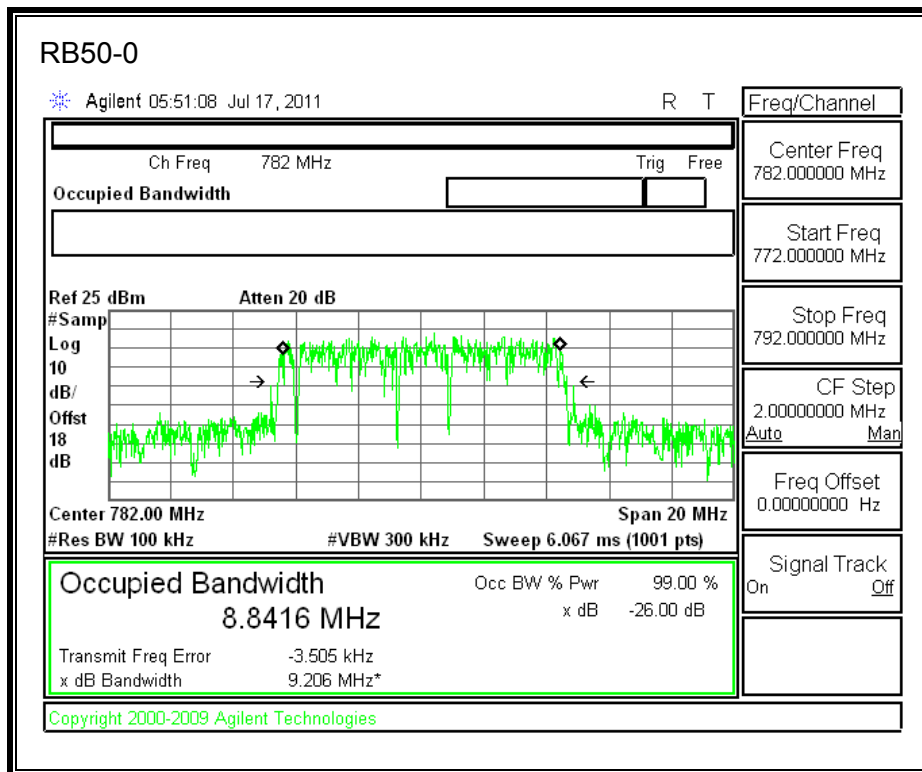 RB50-0
Agilent 05:51:08 Jul 17, 2011 R T
Freq/Channel
Ch Freq 782 MHz Trig Free
Occupied Bandwidth
Center Freq
782.000000 MHz
Start Freq
772.000000 MHz
Stop Freq
792.000000 MHz
CF Step
2.00000000 MHz
Auto Man
Freq Offset
0.00000000 Hz
Signal Track
On Off
Ref 25 dBm Atten 20 dB
#Samp
Log
10
dB/
Offst
18
dB
Center 782.00 MHz Span 20 MHz
#Res BW 100 kHz #VBW 300 kHz Sweep 6.067 ms (1001 pts)
Occupied Bandwidth
8.8416 MHz
Occ BW % Pwr 99.00 %
x dB -26.00 dB
Transmit Freq Error -3.505 kHz
x dB Bandwidth 9.206 MHz*
Copyright 2000-2009 Agilent Technologies